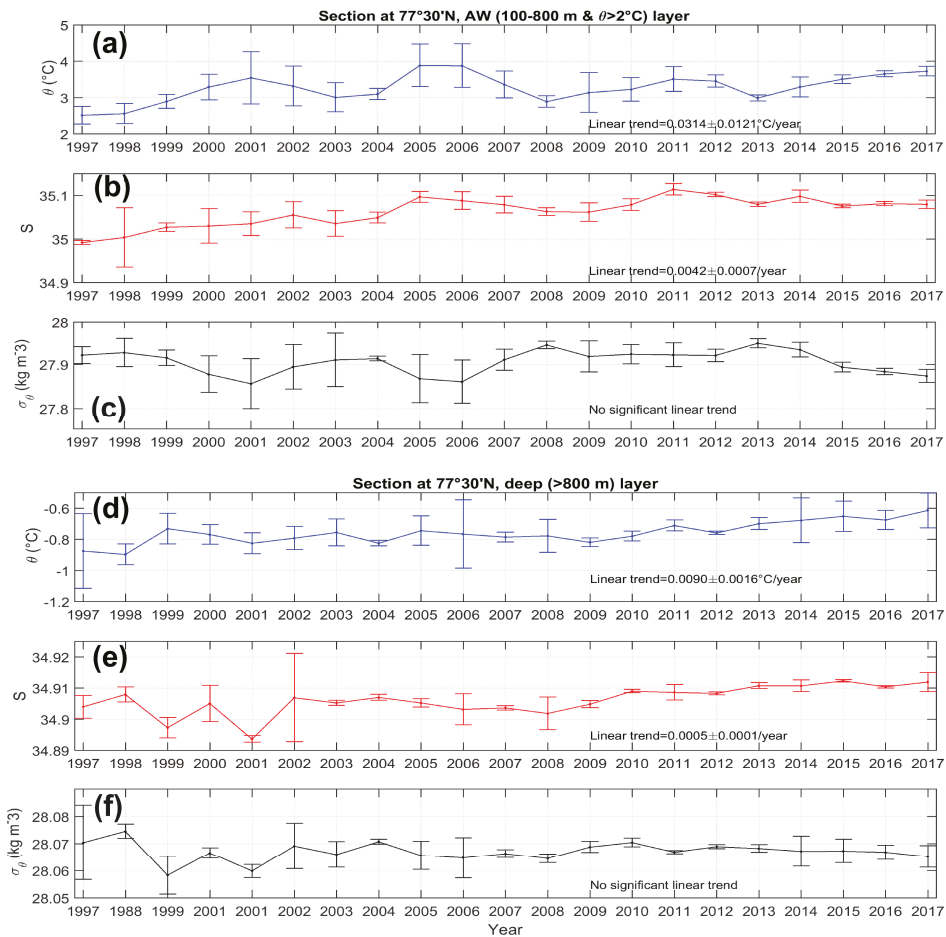 Section at 77°30'N, AW (100-800 m & θ>2°C) layer
(a)
5
4
3
2
θ (°C)
Linear trend=0.0314±0.0121°C/year
1997 1998 1999 2000 2001 2002 2003 2004 2005 2006 2007 2008 2009 2010 2011 2012 2013 2014 2015 2016 2017
(b)
35.1
35
34.9
S
Linear trend=0.0042±0.0007/year
1997 1998 1999 2000 2001 2002 2003 2004 2005 2006 2007 2008 2009 2010 2011 2012 2013 2014 2015 2016 2017
28
27.9
27.8
σθ (kg m-3)
(c)
No significant linear trend
1997 1998 1999 2000 2001 2002 2003 2004 2005 2006 2007 2008 2009 2010 2011 2012 2013 2014 2015 2016 2017
Section at 77°30'N, deep (>800 m) layer
(d)
-0.6
-0.8
-1
-1.2
θ (°C)
Linear trend=0.0090±0.0016°C/year
1997 1998 1999 2000 2001 2002 2003 2004 2005 2006 2007 2008 2009 2010 2011 2012 2013 2014 2015 2016 2017
(e)
34.92
34.91
34.9
34.89
S
Linear trend=0.0005±0.0001/year
1997 1998 1999 2000 2001 2002 2003 2004 2005 2006 2007 2008 2009 2010 2011 2012 2013 2014 2015 2016 2017
(f)
28.08
28.07
28.06
28.05
σθ (kg m-3)
No significant linear trend
1997 1988 1999 2001 2001 2002 2003 2004 2005 2006 2007 2008 2009 2010 2011 2012 2013 2014 2015 2016 2017
Year